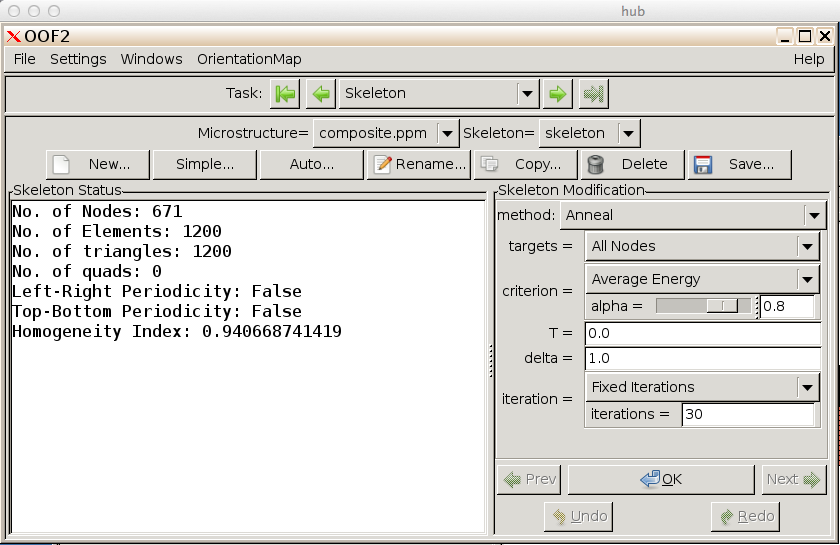 hub
OOF2
File Settings Windows OrientationMap Help
Task: Skeleton
Microstructure= composite.ppm Skeleton= skeleton
New... Simple... Auto... Rename... Copy... Delete Save...
Skeleton Status
No. of Nodes: 671
No. of Elements: 1200
No. of triangles: 1200
No. of quads: 0
Left-Right Periodicity: False
Top-Bottom Periodicity: False
Homogeneity Index: 0.940668741419
Skeleton Modification
method: Anneal
targets = All Nodes
criterion = Average Energy
alpha = 0.8
T = 0.0
delta = 1.0
iteration = Fixed Iterations
iterations = 30
Prev OK Next
Undo Redo